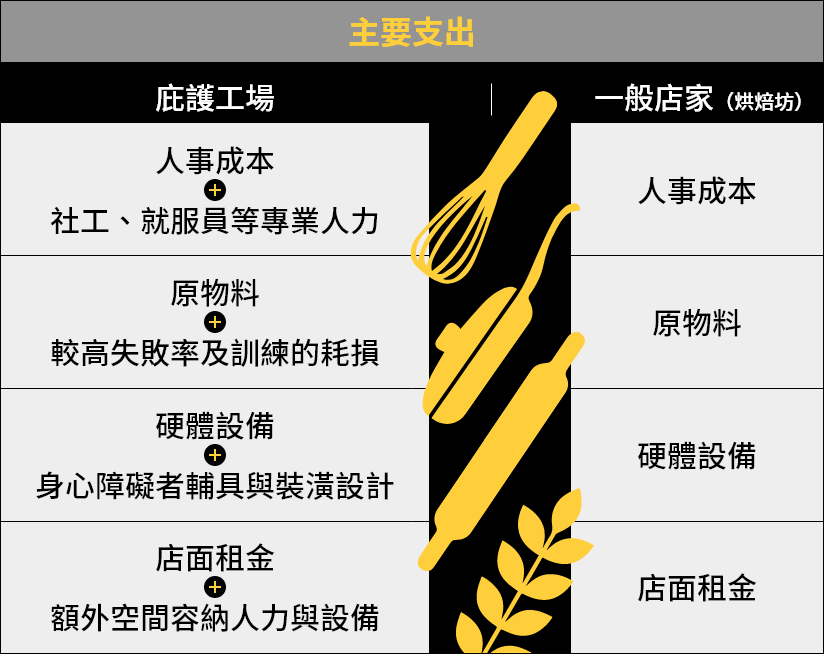 主要支出
庇護工場
一般店家（烘焙坊）
人事成本
+
社工、就服員等專業人力
人事成本
原物料
+
較高失敗率及訓練的耗損
原物料
硬體設備
+
身心障礙者輔具與裝潢設計
硬體設備
店面租金
+
額外空間容納人力與設備
店面租金